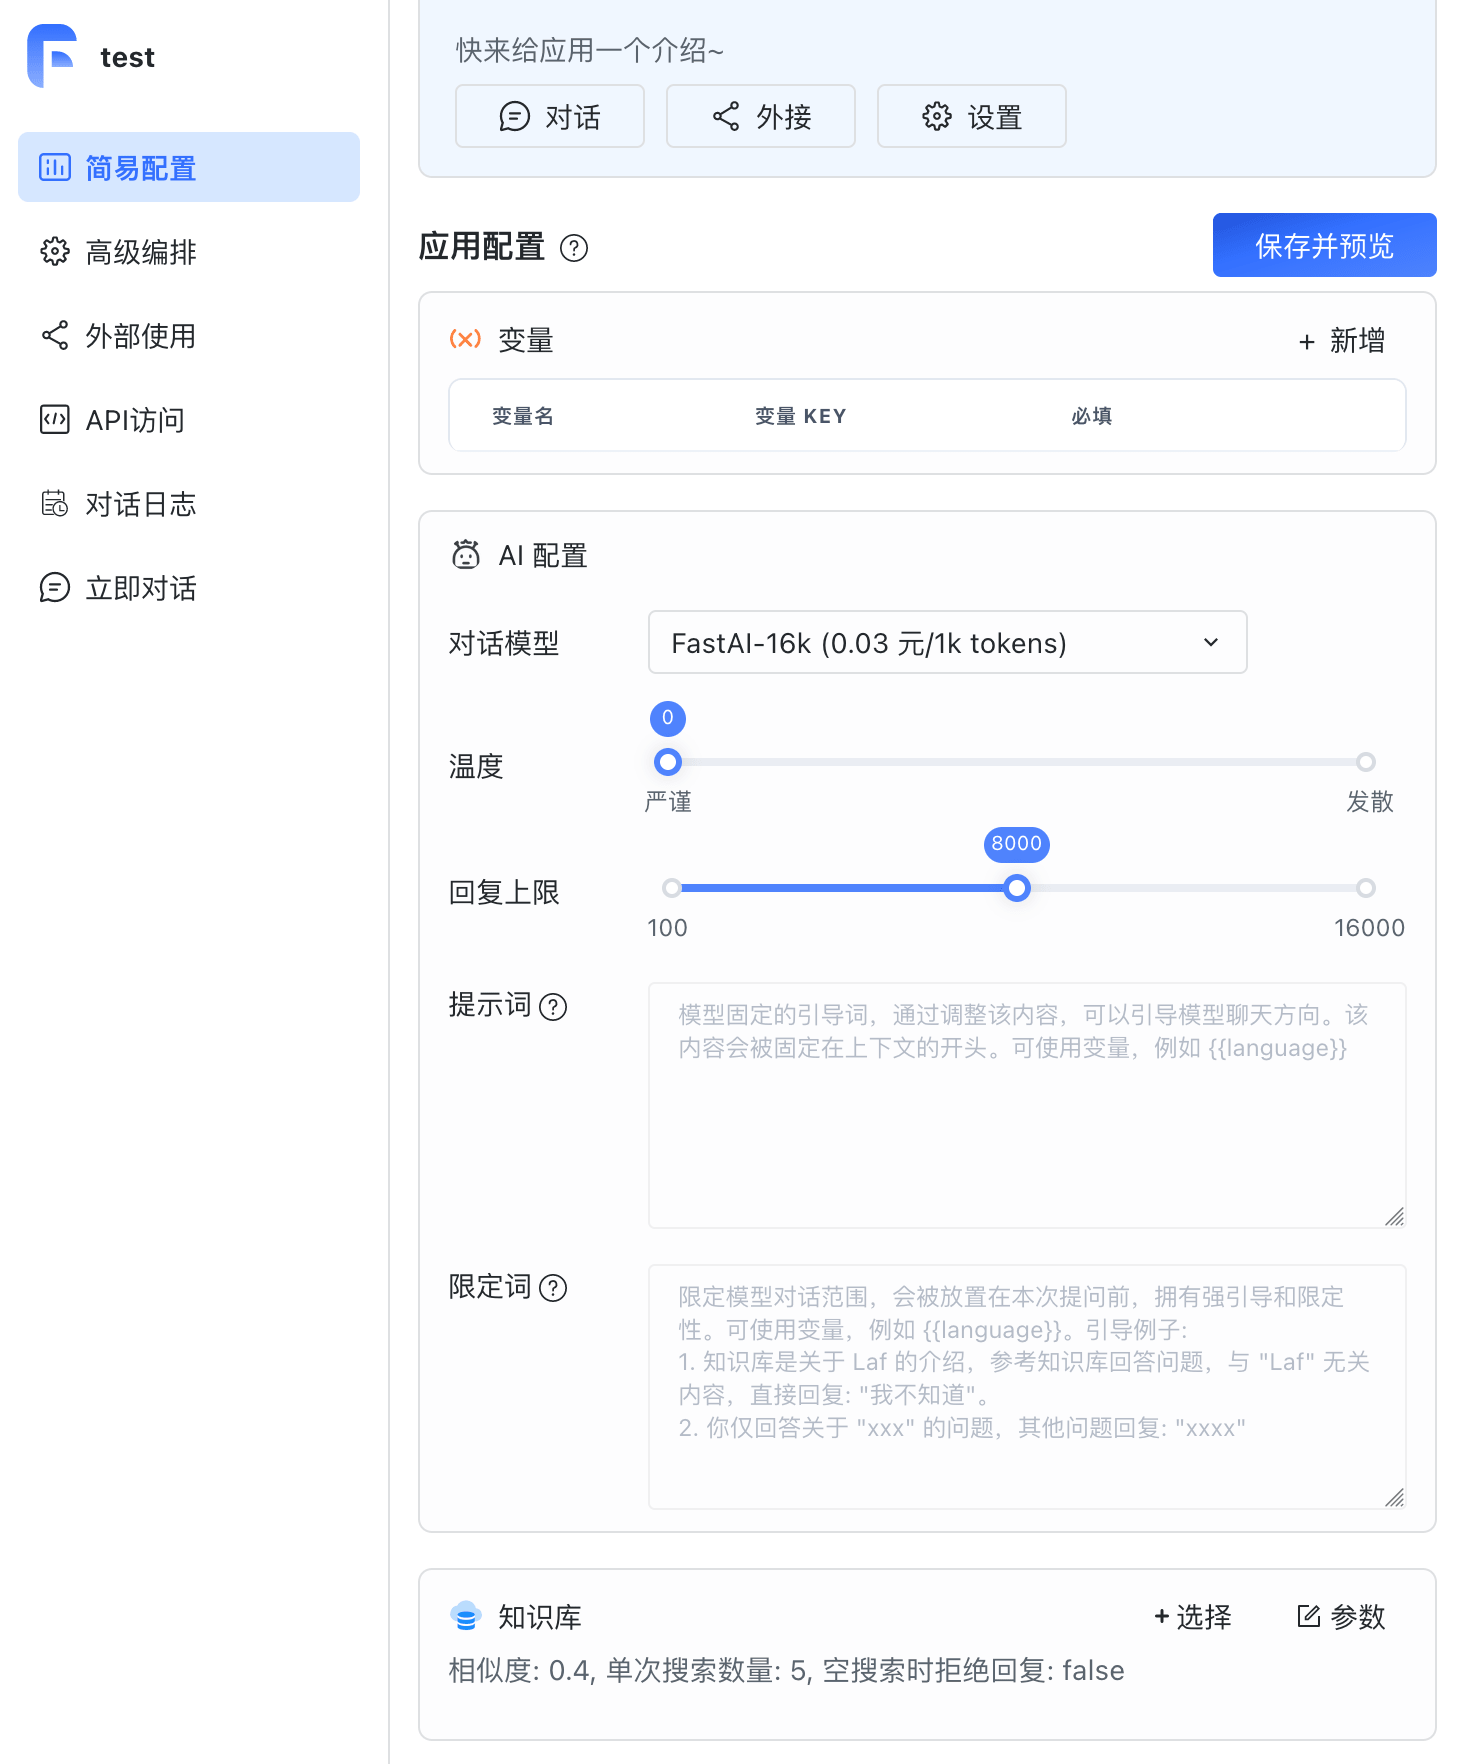 test
简易配置
高级编排
外部使用
API访问
对话日志
立即对话
快来给应用一个介绍~
对话 外接 设置
应用配置 ? 保存并预览
(x) 变量 + 新增
变量名 变量 KEY 必填
AI 配置
对话模型 FastAI-16k (0.03 元/1k tokens)
0
温度
严谨 发散
8000
回复上限
100 16000
提示词 ?
模型固定的引导词，通过调整该内容，可以引导模型聊天方向。该
内容会被固定在上下文的开头。可使用变量，例如 {{language}}
限定词 ?
限定模型对话范围，会被放置在本次提问前，拥有强引导和限定
性。可使用变量，例如 {{language}}。引导例子:
1. 知识库是关于 Laf 的介绍，参考知识库回答问题，与 "Laf" 无关
内容，直接回复: "我不知道"。
2. 你仅回答关于 "xxx" 的问题，其他问题回复: "xxxx"
知识库 +选择 参数
相似度: 0.4, 单次搜索数量: 5, 空搜索时拒绝回复: false